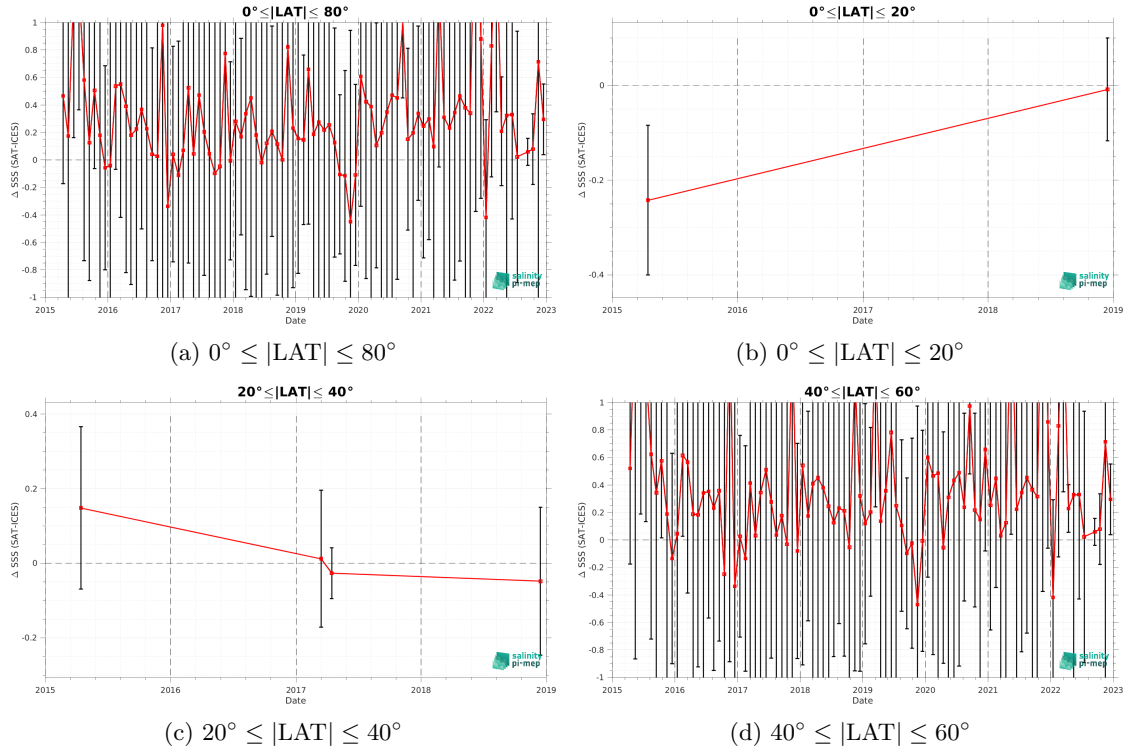 0°≤|LAT|≤ 80°
1
0.8
0.6
0.4
0.2
0
-0.2
-0.4
-0.6
-0.8
-1
Δ SSS (SAT-ICES)
2015 2016 2017 2018 2019 2020 2021 2022 2023
Date
salinity
pi-mep
(a) 0° ≤ |LAT| ≤ 80°
0°≤|LAT|≤ 20°
0
-0.2
-0.4
Δ SSS (SAT-ICES)
2015 2016 2017 2018 2019
Date
salinity
pi-mep
(b) 0° ≤ |LAT| ≤ 20°
20°≤|LAT|≤ 40°
0.4
0.2
0
-0.2
Δ SSS (SAT-ICES)
2015 2016 2017 2018 2019
Date
salinity
pi-mep
(c) 20° ≤ |LAT| ≤ 40°
40°≤|LAT|≤ 60°
1
0.8
0.6
0.4
0.2
0
-0.2
-0.4
-0.6
-0.8
-1
Δ SSS (SAT-ICES)
2015 2016 2017 2018 2019 2020 2021 2022 2023
Date
salinity
pi-mep
(d) 40° ≤ |LAT| ≤ 60°